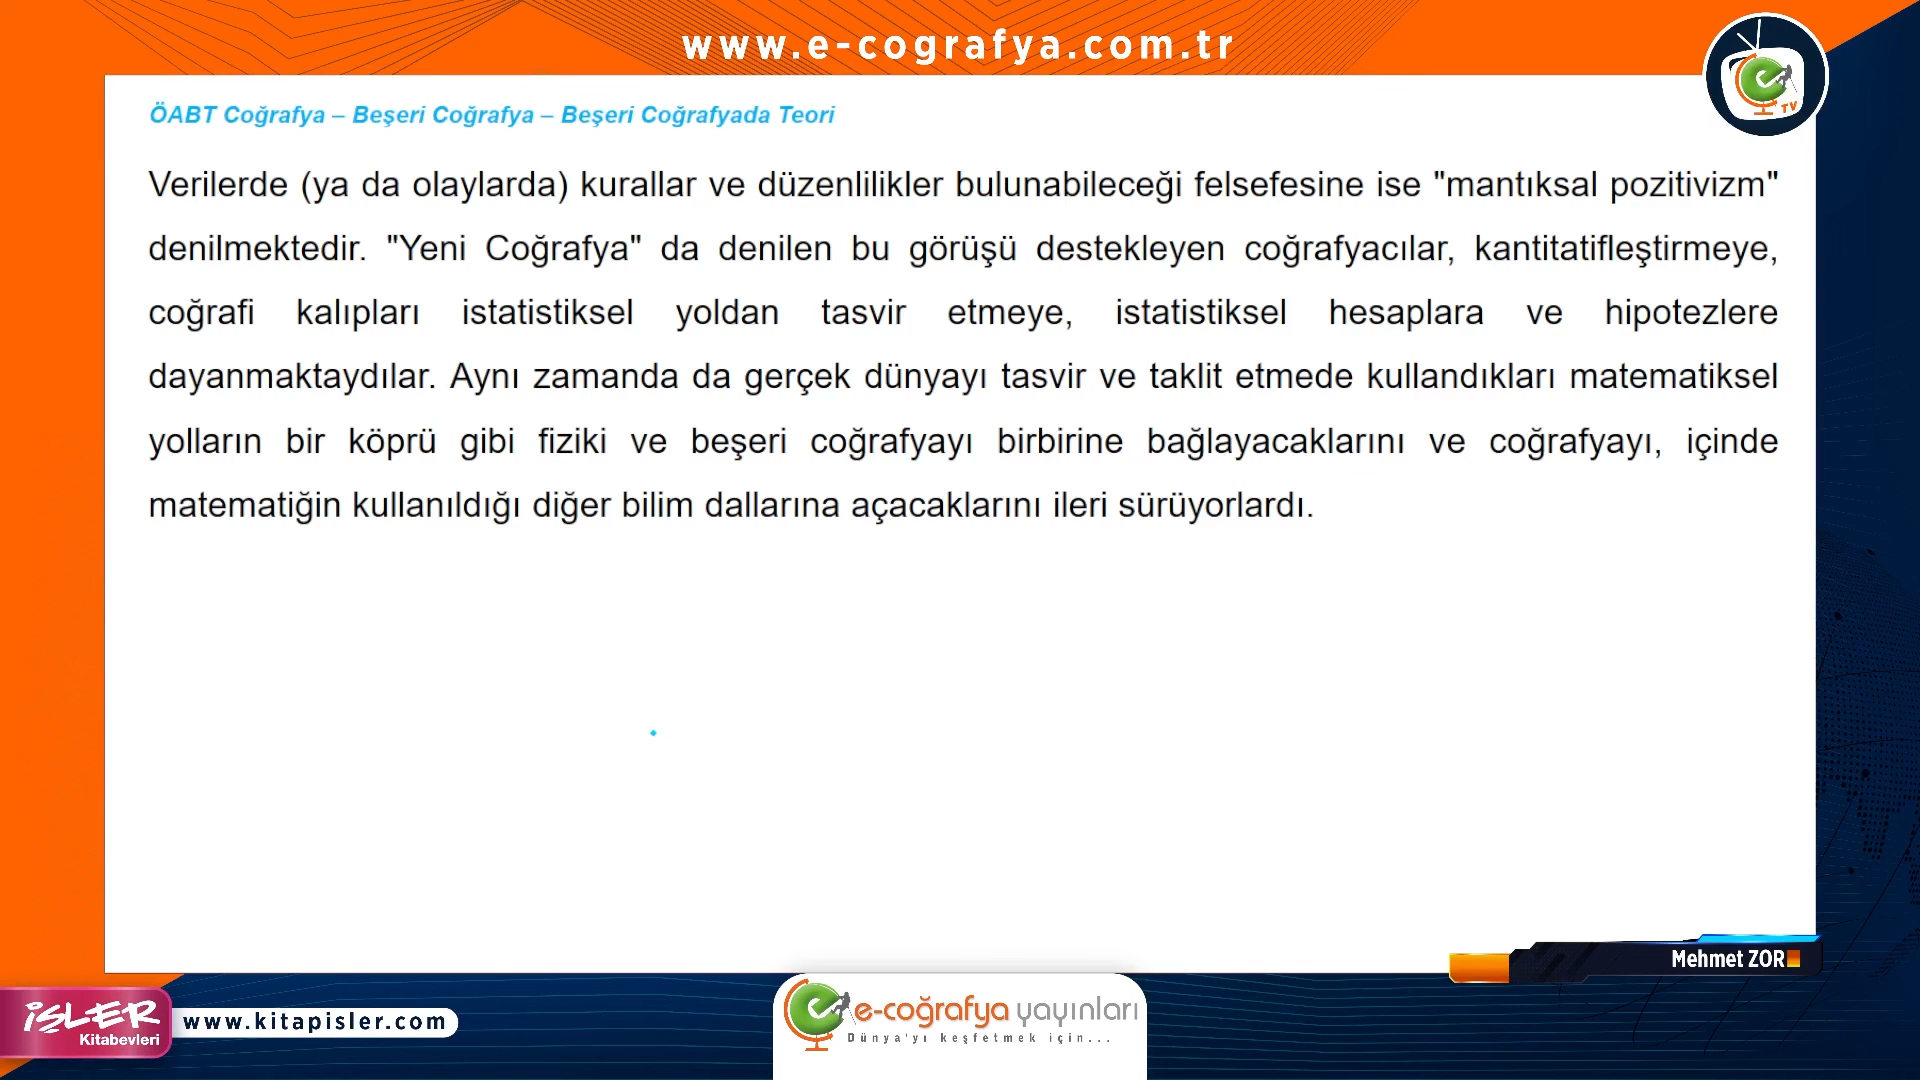 www.e-cografya.com.tr
TV
ÖABT Coğrafya – Beşeri Coğrafya – Beşeri Coğrafyada Teori
Verilerde (ya da olaylarda) kurallar ve düzenlilikler bulunabileceği felsefesine ise "mantıksal pozitivizm"
denilmektedir. "Yeni Coğrafya" da denilen bu görüşü destekleyen coğrafyacılar, kantitatifleştirmeye,
coğrafi kalıpları istatistiksel yoldan tasvir etmeye, istatistiksel hesaplara ve hipotezlere
dayanmaktaydılar. Aynı zamanda da gerçek dünyayı tasvir ve taklit etmede kullandıkları matematiksel
yolların bir köprü gibi fiziki ve beşeri coğrafyayı birbirine bağlayacaklarını ve coğrafyayı, içinde
matematiğin kullanıldığı diğer bilim dallarına açacaklarını ileri sürüyorlardı.
Mehmet ZOR
İŞLER
Kitabevleri
www.kitapisler.com
e-coğrafya yayınları
Dünya'yı keşfetmek için...